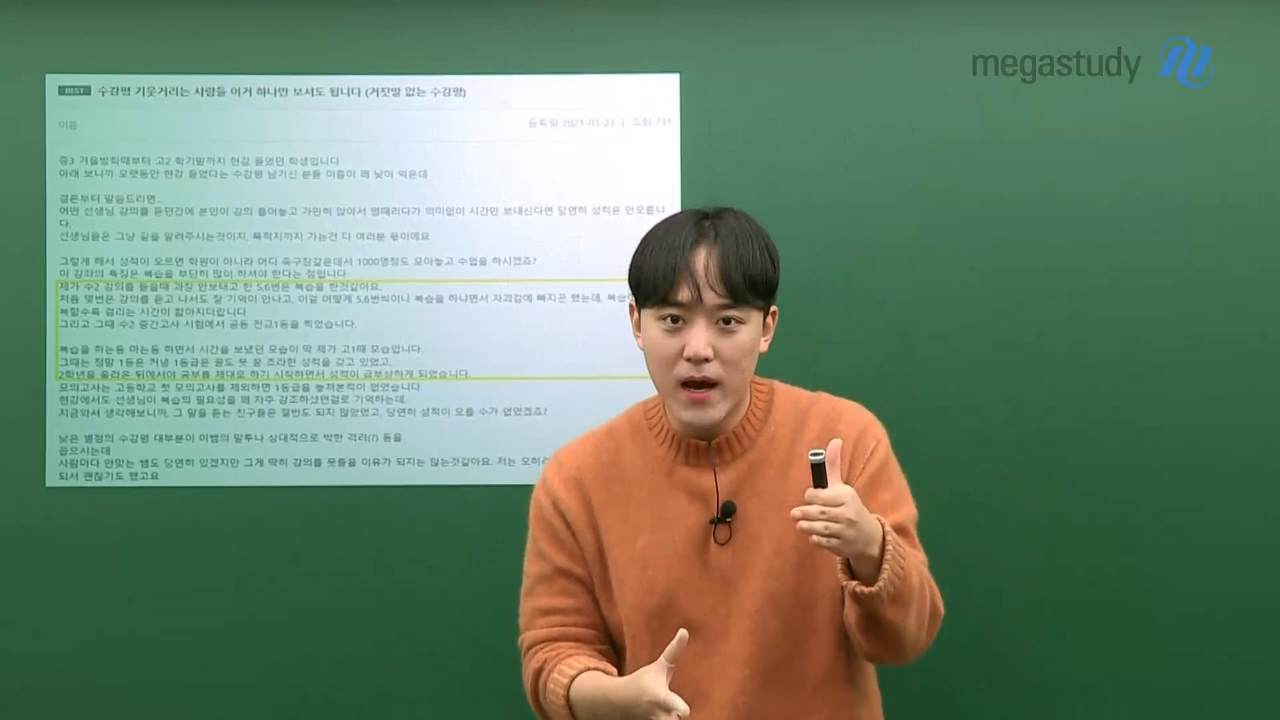 megastudy
BEST 수강평 기웃거리는 사람들 이거 하나만 보셔도 됩니다 (거짓말 없는 수강평)
이름 등록일 2021-03-23 | 조회 731
중3 겨울방학때부터 고2 학기말까지 현강 들었던 학생입니다
아래 보니까 오랫동안 현강 들었다는 수강평 남기신 분들 이름이 꽤 낯이 익은데
결론부터 말씀드리면..
어떤 선생님 강의를 듣던간에 본인이 강의 틀어놓고 가만히 앉아서 멍때리다가 의미없이 시간만 보내신다면 당연히 성적은 안오릅니
다.
선생님들은 그냥 길을 알려주시는것이지, 목적지까지 가는건 다 여러분 몫이에요
그렇게 해서 성적이 오르면 학원이 아니라 어디 축구장같은데서 1000명정도 모아놓고 수업을 하시겠죠?
이 강좌의 특징은 복습을 부단히 많이 하셔야 한다는 점입니다.
제가 수2 강의를 들을때 과장 안보태고 한 5,6번은 복습을 한것같아요.
처음 몇번은 강의를 듣고 나서도 잘 기억이 안나고, 이걸 어떻게 5,6번씩이나 복습을 하냐면서 자괴감에 빠지곤 했는데, 복습
복할수록 걸리는 시간이 짧아지더랍니다
그리고 그때 수2 중간고사 시험에서 공동 전교1등을 찍었습니다.
복습을 하는둥 마는둥 하면서 시간을 보냈던 모습이 딱 제가 고1때 모습입니다.
그때는 정말 1등은 커녕 1등급은 꿈도 못 꿀 초라한 성적을 갖고 있었고,
2학년을 올라온 뒤에서야 공부를 제대로 하기 시작하면서 성적이 급부상하게 되었습니다.
모의고사는 고등학교 첫 모의고사를 제외하면 1등급을 놓쳐본적이 없었습니다.
현강에서도 선생님이 복습의 필요성을 꽤 자주 강조하셨던걸로 기억하는데,
지금와서 생각해보니까, 그 말을 듣는 친구들은 절반도 되지 않았었고, 당연히 성적이 오를 수가 없었겠죠?
낮은 별점의 수강평 대부분이 이쌤의 말투나 상대적으로 박한 격려(?) 등을
꼽으시는데
사람마다 안맞는 쌤도 당연히 있겠지만 그게 딱히 강의를 못들을 이유가 되지는 않는것같아요. 저는 오히려
되서 괜찮기도 했고요